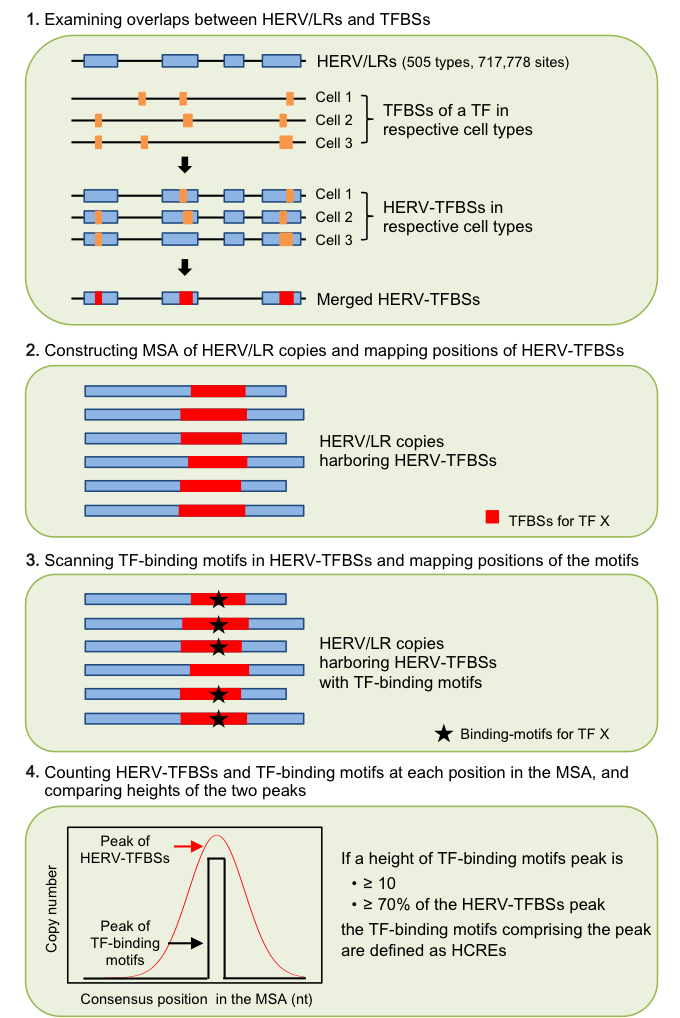 1. Examining overlaps between HERV/LRs and TFBSs
HERV/LRs (505 types, 717,778 sites)
Cell 1
Cell 2
Cell 3
TFBSs of a TF in
respective cell types
Cell 1
Cell 2
Cell 3
HERV-TFBSs in
respective cell types
Merged HERV-TFBSs
2. Constructing MSA of HERV/LR copies and mapping positions of HERV-TFBSs
HERV/LR copies
harboring HERV-TFBSs
TFBSs for TF X
3. Scanning TF-binding motifs in HERV-TFBSs and mapping positions of the motifs
HERV/LR copies
harboring HERV-TFBSs
with TF-binding motifs
Binding-motifs for TF X
4. Counting HERV-TFBSs and TF-binding motifs at each position in the MSA, and
comparing heights of the two peaks
Copy number
Peak of
HERV-TFBSs
Peak of
TF-binding
motifs
Consensus position in the MSA (nt)
If a height of TF-binding motifs peak is
• ≥ 10
• ≥ 70% of the HERV-TFBSs peak
the TF-binding motifs comprising the peak
are defined as HCREs